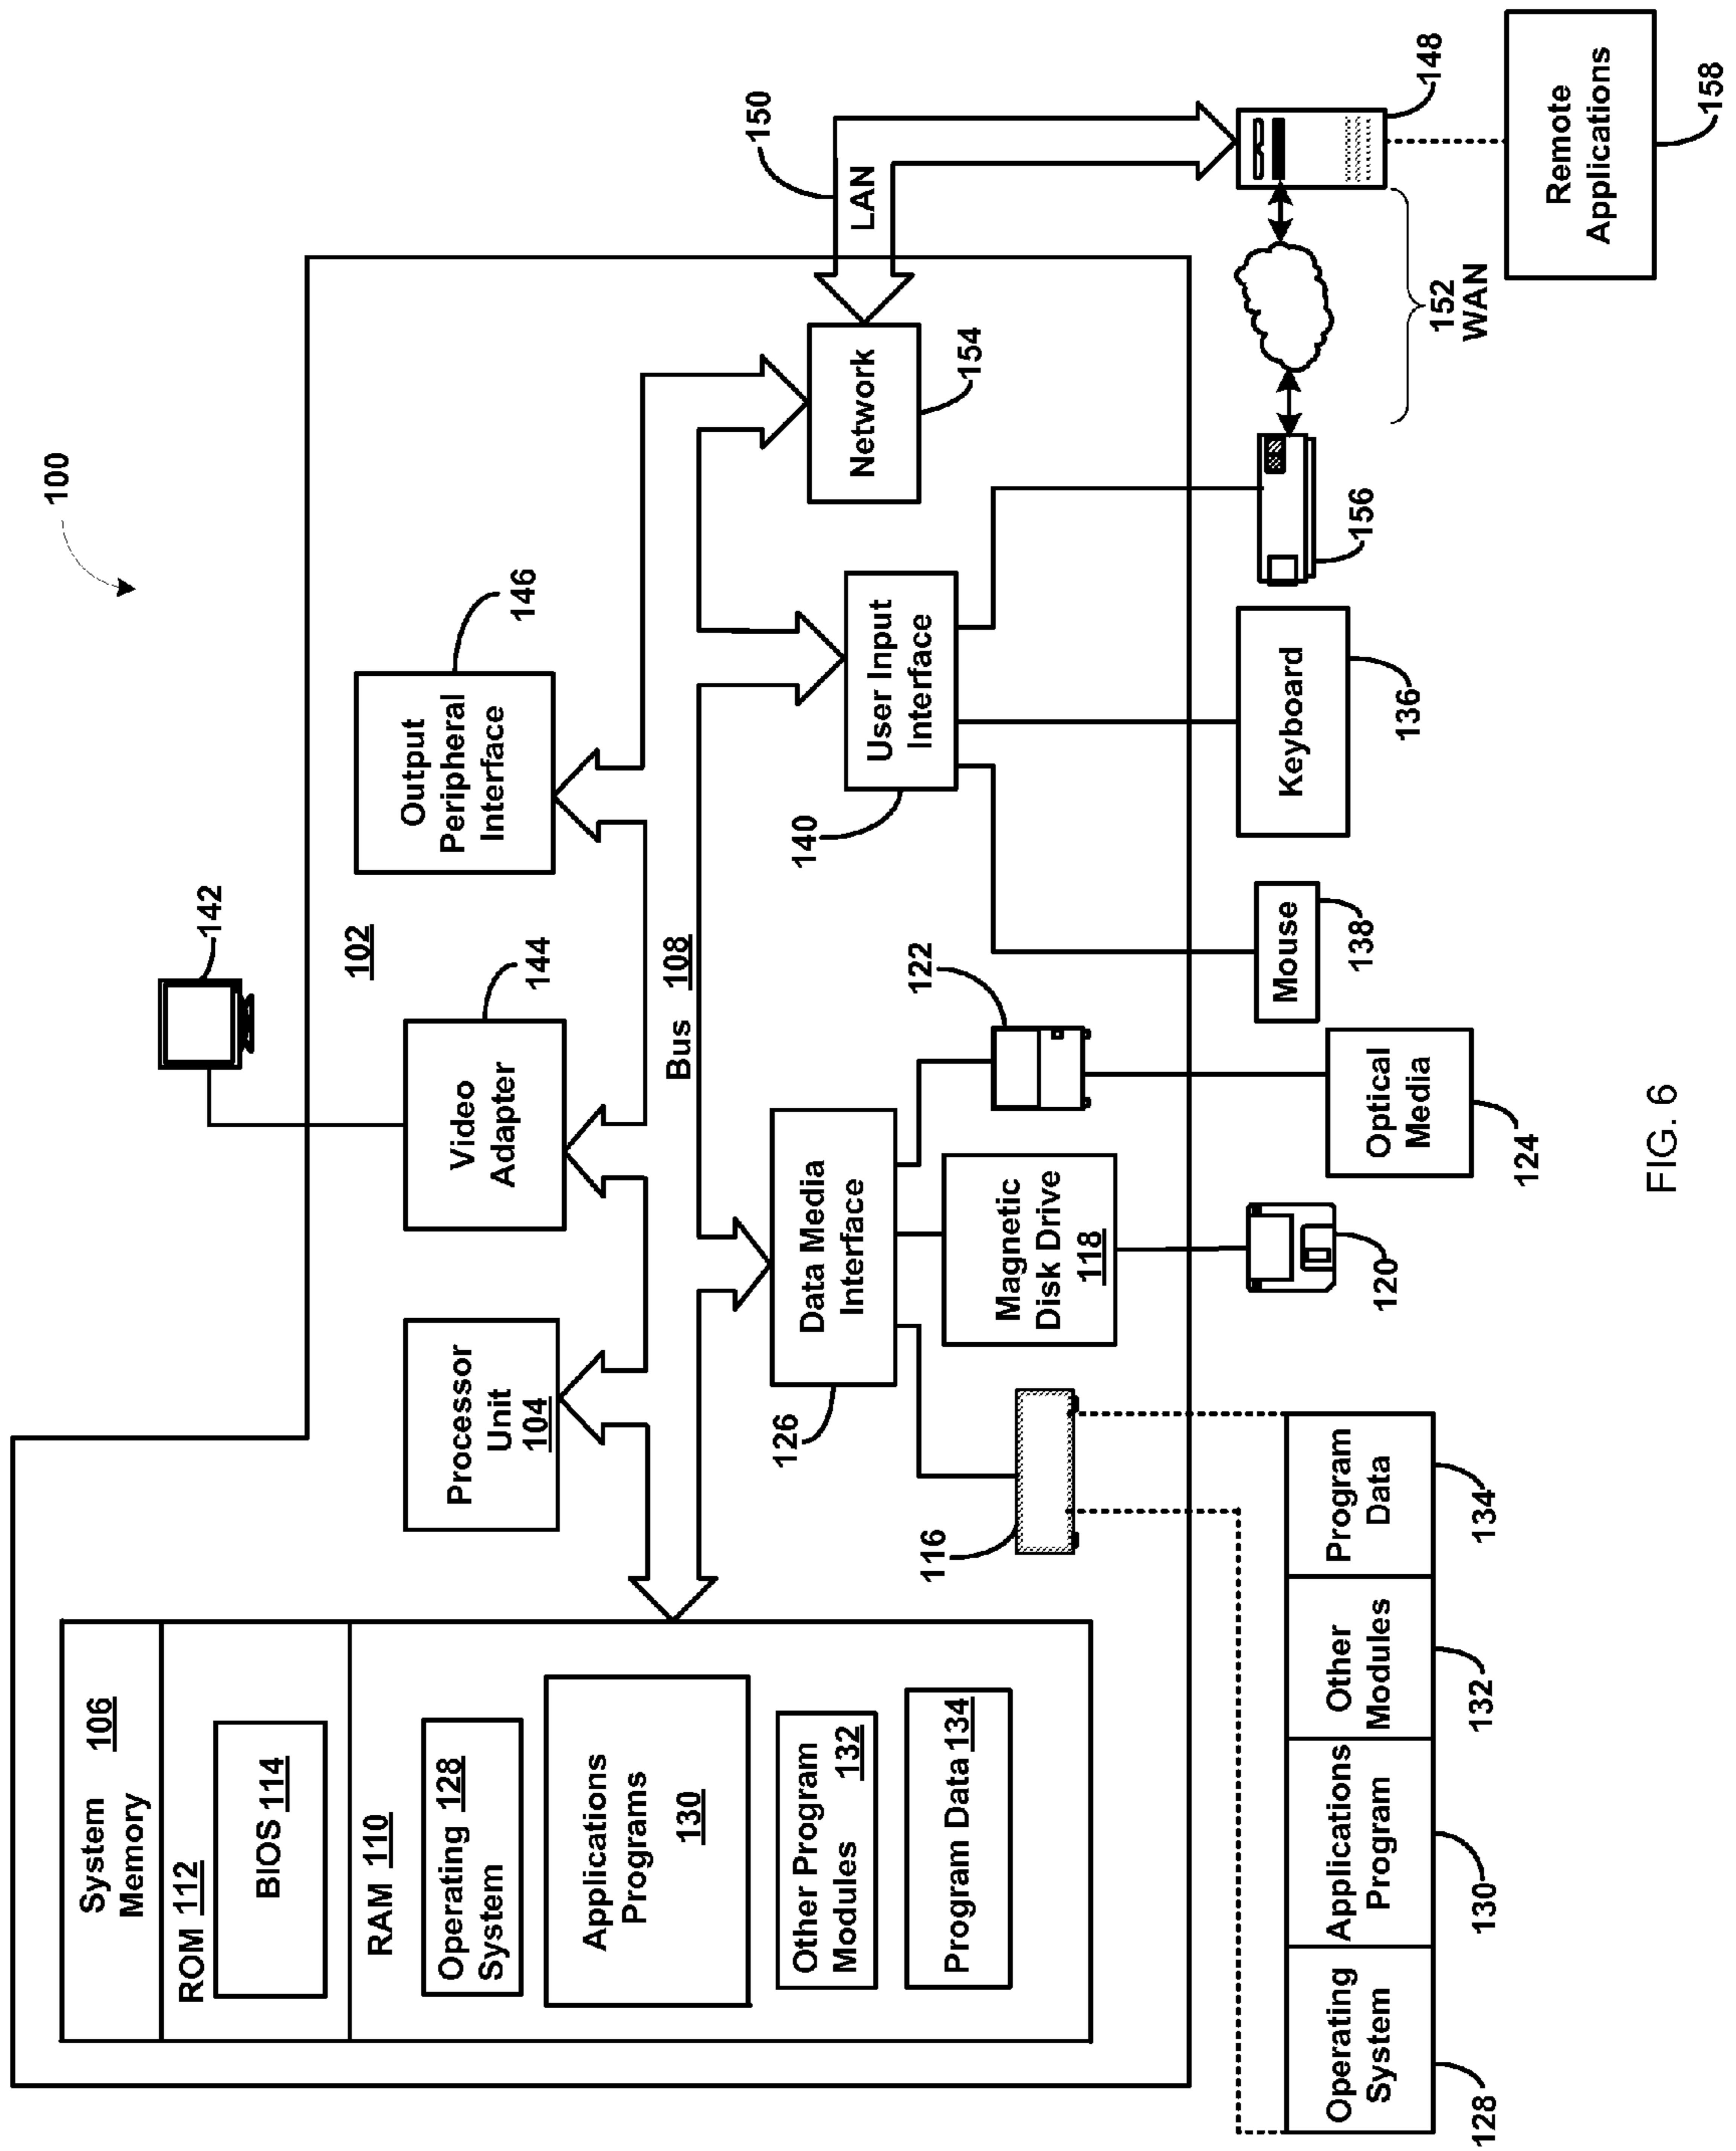 100
142
102
System
Memory
106
ROM 112
BIOS 114
RAM 110
Operating
System
128
Applications
Programs
130
Other Program
Modules
132
Program Data 134
Processor
Unit
104
Video
Adapter
144
Output
Peripheral
Interface
146
Bus 108
Data Media
Interface
126
User Input
Interface
140
Network
154
LAN
150
116
Magnetic
Disk Drive
118
122
120
Optical
Media
124
Mouse
138
Keyboard
136
156
152
WAN
148
Remote
Applications
158
Operating
System
128
Applications
Program
130
Other
Modules
132
Program
Data
134
FIG. 6